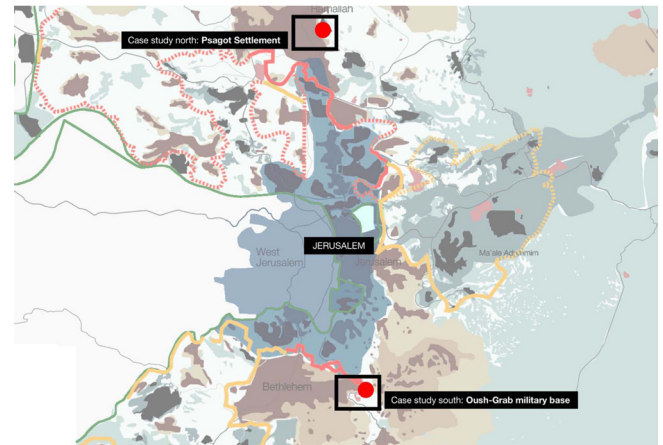 Ramallah
Case study north: Psagot Settlement
JERUSALEM
West
Jerusalem
Jerusalem
Ma'ale Adummim
Bethlehem
Case study south: Oush-Grab military base